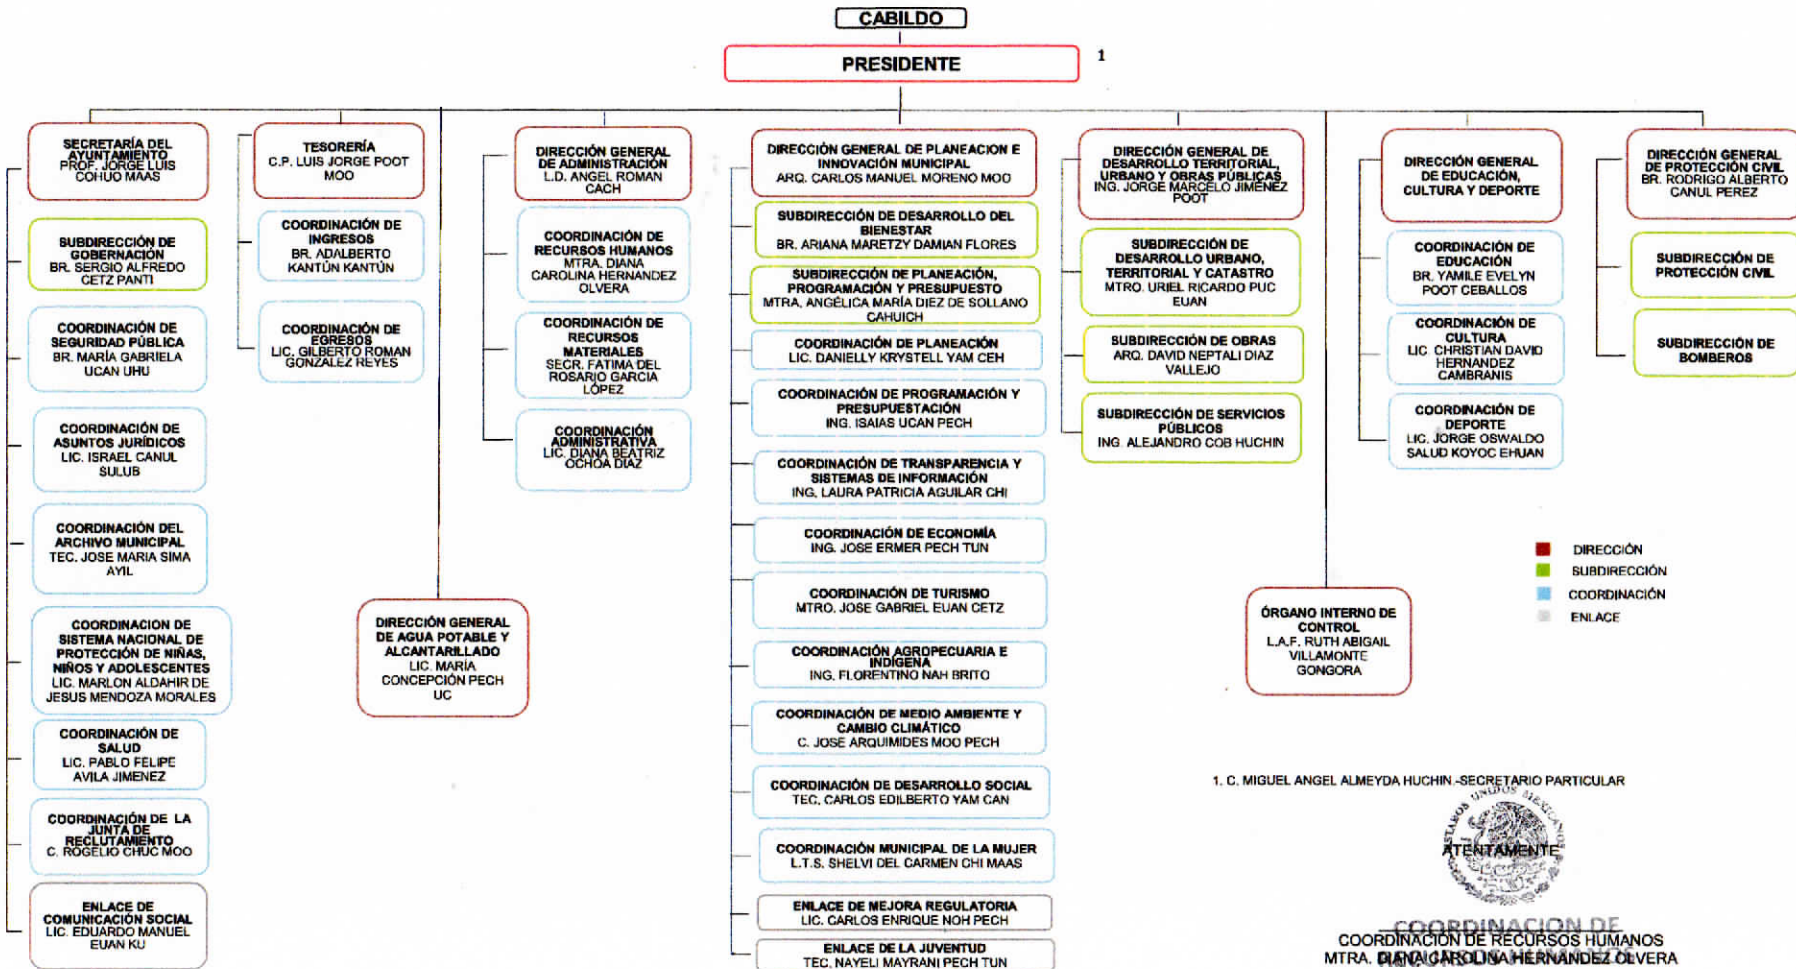 CABILDO
PRESIDENTE
1
SECRETARÍA DEL
AYUNTAMIENTO
PROF. JORGE LUIS
COHUO MAAS
SUBDIRECCIÓN DE
GOBERNACIÓN
BR. SERGIO ALFREDO
CETZ PANTI
COORDINACIÓN DE
SEGURIDAD PÚBLICA
BR. MARÍA GABRIELA
UCAN UHU
COORDINACIÓN DE
ASUNTOS JURÍDICOS
LIC. ISRAEL CANUL
SULUB
COORDINACIÓN DEL
ARCHIVO MUNICIPAL
TEC. JOSE MARIA SIMA
AYIL
COORDINACION DE
SISTEMA NACIONAL DE
PROTECCIÓN DE NIÑAS,
NIÑOS Y ADOLESCENTES
LIC. MARLON ALDAHIR DE
JESUS MENDOZA MORALES
COORDINACIÓN DE
SALUD
LIC. PABLO FELIPE
AVILA JIMENEZ
COORDINACIÓN DE LA
JUNTA DE
RECLUTAMIENTO
C. ROGELIO CHUC MOO
ENLACE DE
COMUNICACIÓN SOCIAL
LIC. EDUARDO MANUEL
EUAN KU
TESORERÍA
C.P. LUIS JORGE POOT
MOO
COORDINACIÓN DE
INGRESOS
BR. ADALBERTO
KANTÚN KANTÚN
COORDINACIÓN DE
EGRESOS
LIC. GILBERTO ROMAN
GONZALEZ REYES
DIRECCIÓN GENERAL
DE AGUA POTABLE Y
ALCANTARILLADO
LIC. MARÍA
CONCEPCIÓN PECH
UC
DIRECCIÓN GENERAL
DE ADMINISTRACIÓN
L.D. ANGEL ROMAN
CACH
COORDINACIÓN DE
RECURSOS HUMANOS
MTRA. DIANA
CAROLINA HERNANDEZ
OLVERA
COORDINACIÓN DE
RECURSOS
MATERIALES
SECR. FATIMA DEL
ROSARIO GARCIA
LÓPEZ
COORDINACIÓN
ADMINISTRATIVA
LIC. DIANA BEATRIZ
OCHOA DIAZ
DIRECCIÓN GENERAL DE PLANEACION E
INNOVACIÓN MUNICIPAL
ARQ. CARLOS MANUEL MORENO MOO
SUBDIRECCIÓN DE DESARROLLO DEL
BIENESTAR
BR. ARIANA MARETZY DAMIAN FLORES
SUBDIRECCIÓN DE PLANEACIÓN,
PROGRAMACIÓN Y PRESUPUESTO
MTRA, ANGÉLICA MARÍA DIEZ DE SOLLANO
CAHUICH
COORDINACIÓN DE PLANEACIÓN
LIC. DANIELLY KRYSTELL YAM CEH
COORDINACIÓN DE PROGRAMACIÓN Y
PRESUPUESTACIÓN
ING. ISAIAS UCAN PECH
COORDINACIÓN DE TRANSPARENCIA Y
SISTEMAS DE INFORMACIÓN
ING. LAURA PATRICIA AGUILAR CHI
COORDINACIÓN DE ECONOMÍA
ING. JOSE ERMER PECH TUN
COORDINACIÓN DE TURISMO
MTRO. JOSE GABRIEL EUAN CETZ
COORDINACIÓN AGROPECUARIA E
INDÍGENA
ING. FLORENTINO NAH BRITO
COORDINACIÓN DE MEDIO AMBIENTE Y
CAMBIO CLIMÁTICO
C. JOSE ARQUIMIDES MOO PECH
COORDINACIÓN DE DESARROLLO SOCIAL
TEC. CARLOS EDILBERTO YAM CAN
COORDINACIÓN MUNICIPAL DE LA MUJER
L.T.S. SHELVI DEL CARMEN CHI MAAS
ENLACE DE MEJORA REGULATORIA
LIC. CARLOS ENRIQUE NOH PECH
ENLACE DE LA JUVENTUD
TEC. NAYELI MAYRANI PECH TUN
DIRECCIÓN GENERAL DE
DESARROLLO TERRITORIAL,
URBANO Y OBRAS PÚBLICAS
ING. JORGE MARCELO JIMÉNEZ
POOT
SUBDIRECCIÓN DE
DESARROLLO URBANO,
TERRITORIAL Y CATASTRO
MTRO. URIEL RICARDO PUC
EUAN
SUBDIRECCIÓN DE OBRAS
ARQ. DAVID NEPTALI DIAZ
VALLEJO
SUBDIRECCIÓN DE SERVICIOS
PÚBLICOS
ING. ALEJANDRO COB HUCHIN
ÓRGANO INTERNO DE
CONTROL
L.A.F. RUTH ABIGAIL
VILLAMONTE
GONGORA
DIRECCIÓN GENERAL
DE EDUCACIÓN,
CULTURA Y DEPORTE
COORDINACIÓN DE
EDUCACIÓN
BR. YAMILE EVELYN
POOT CEBALLOS
COORDINACIÓN DE
CULTURA
LIC. CHRISTIAN DAVID
HERNANDEZ
CAMBRANIS
COORDINACIÓN DE
DEPORTE
LIC. JORGE OSWALDO
SALUD KOYOC EHUAN
DIRECCIÓN GENERAL
DE PROTECCIÓN CIVIL
BR. RODRIGO ALBERTO
CANUL PEREZ
SUBDIRECCIÓN DE
PROTECCIÓN CIVIL
SUBDIRECCIÓN DE
BOMBEROS
DIRECCIÓN
SUBDIRECCIÓN
COORDINACIÓN
ENLACE
1. C. MIGUEL ANGEL ALMEYDA HUCHIN.-SECRETARIO PARTICULAR
ESTADOS UNIDOS MEXICANOS
ATENTAMENTE
COORDINACION DE
RECURSOS HUMANOS
COORDINACIÓN DE RECURSOS HUMANOS
MTRA. DIANA CAROLINA HERNANDEZ OLVERA